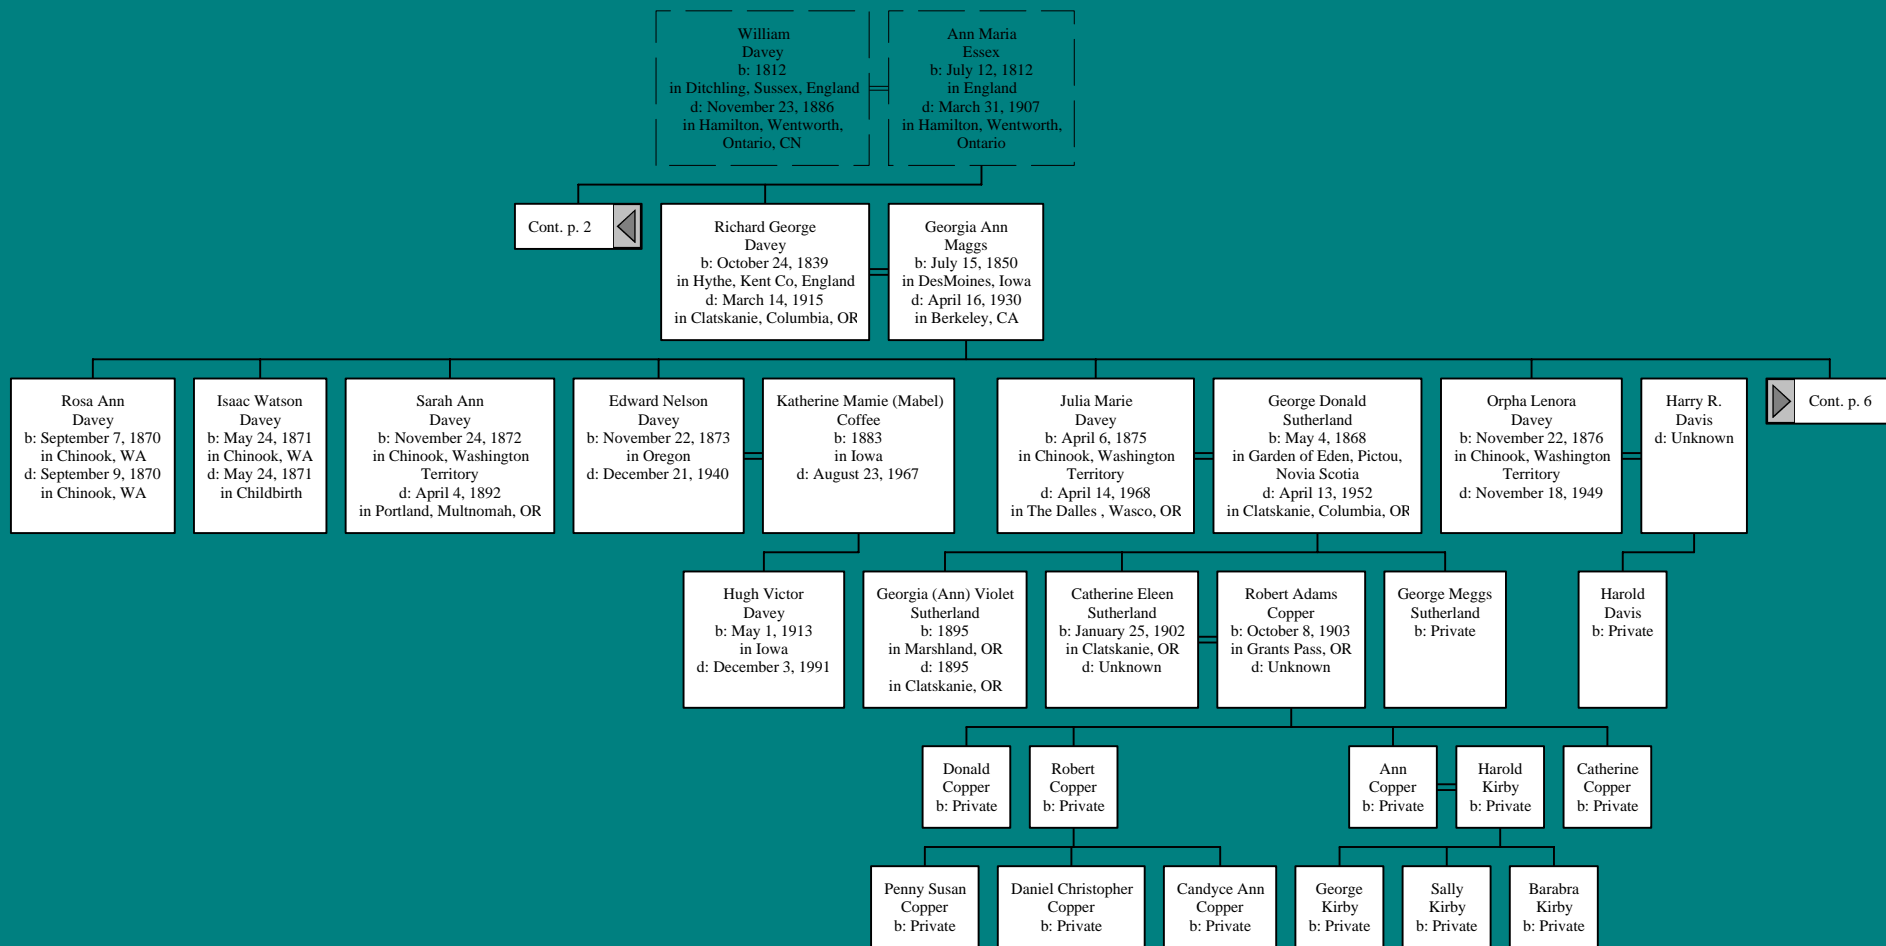 William
Davey
b: 1812
in Ditchling, Sussex, England
d: November 23, 1886
in Hamilton, Wentworth,
Ontario, CN
Ann Maria
Essex
b: July 12, 1812
in England
d: March 31, 1907
in Hamilton, Wentworth,
Ontario
Cont. p. 2
Richard George
Davey
b: October 24, 1839
in Hythe, Kent Co, England
d: March 14, 1915
in Clatskanie, Columbia, OR
Georgia Ann
Maggs
b: July 15, 1850
in DesMoines, Iowa
d: April 16, 1930
in Berkeley, CA
Rosa Ann
Davey
b: September 7, 1870
in Chinook, WA
d: September 9, 1870
in Chinook, WA
Isaac Watson
Davey
b: May 24, 1871
in Chinook, WA
d: May 24, 1871
in Childbirth
Sarah Ann
Davey
b: November 24, 1872
in Chinook, Washington
Territory
d: April 4, 1892
in Portland, Multnomah, OR
Edward Nelson
Davey
b: November 22, 1873
in Oregon
d: December 21, 1940
Katherine Mamie (Mabel)
Coffee
b: 1883
in Iowa
d: August 23, 1967
Julia Marie
Davey
b: April 6, 1875
in Chinook, Washington
Territory
d: April 14, 1968
in The Dalles , Wasco, OR
George Donald
Sutherland
b: May 4, 1868
in Garden of Eden, Pictou,
Novia Scotia
d: April 13, 1952
in Clatskanie, Columbia, OR
Orpha Lenora
Davey
b: November 22, 1876
in Chinook, Washington
Territory
d: November 18, 1949
Harry R.
Davis
d: Unknown
Cont. p. 6
Hugh Victor
Davey
b: May 1, 1913
in Iowa
d: December 3, 1991
Georgia (Ann) Violet
Sutherland
b: 1895
in Marshland, OR
d: 1895
in Clatskanie, OR
Catherine Eleen
Sutherland
b: January 25, 1902
in Clatskanie, OR
d: Unknown
Robert Adams
Copper
b: October 8, 1903
in Grants Pass, OR
d: Unknown
George Meggs
Sutherland
b: Private
Harold
Davis
b: Private
Donald
Copper
b: Private
Robert
Copper
b: Private
Ann
Copper
b: Private
Harold
Kirby
b: Private
Catherine
Copper
b: Private
Penny Susan
Copper
b: Private
Daniel Christopher
Copper
b: Private
Candyce Ann
Copper
b: Private
George
Kirby
b: Private
Sally
Kirby
b: Private
Barabra
Kirby
b: Private